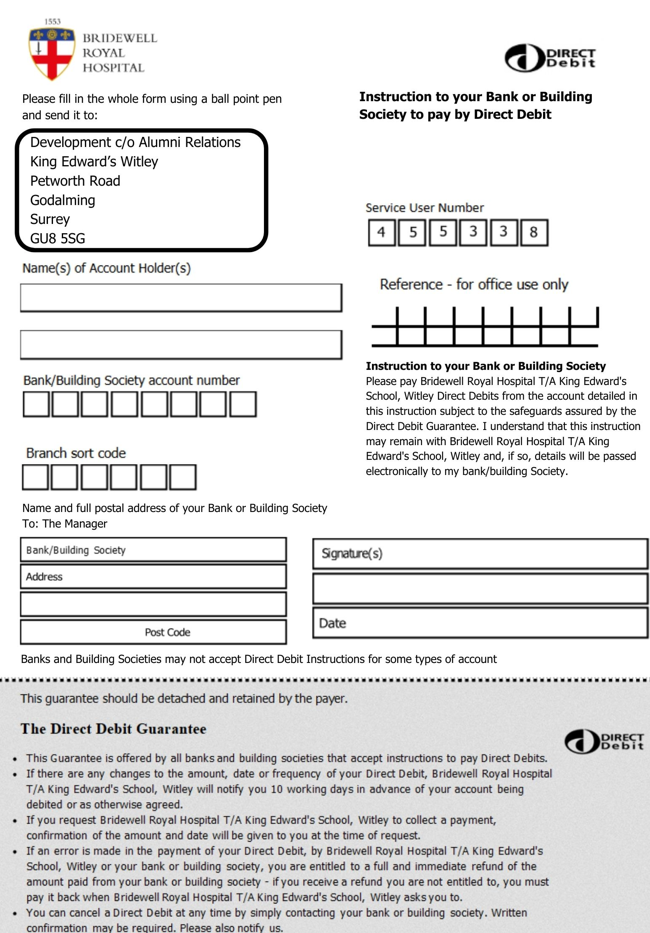 1553
BRIDEWELL
ROYAL
HOSPITAL
DIRECT
Debit
Please fill in the whole form using a ball point pen
and send it to:
Development c/o Alumni Relations
King Edward's Witley
Petworth Road
Godalming
Surrey
GU8 5SG
Instruction to your Bank or Building
Society to pay by Direct Debit
Service User Number
4 5 5 3 3 8
Name(s) of Account Holder(s)
Reference - for office use only
Bank/Building Society account number
Branch sort code
Instruction to your Bank or Building Society
Please pay Bridewell Royal Hospital T/A King Edward's
School, Witley Direct Debits from the account detailed in
this instruction subject to the safeguards assured by the
Direct Debit Guarantee. I understand that this instruction
may remain with Bridewell Royal Hospital T/A King
Edward's School, Witley and, if so, details will be passed
electronically to my bank/building Society.
Name and full postal address of your Bank or Building Society
To: The Manager
Bank/Building Society
Address
Post Code
Signature(s)
Date
Banks and Building Societies may not accept Direct Debit Instructions for some types of account
This guarantee should be detached and retained by the payer.
The Direct Debit Guarantee
DIRECT
Debit
• This Guarantee is offered by all banks and building societies that accept instructions to pay Direct Debits.
• If there are any changes to the amount, date or frequency of your Direct Debit, Bridewell Royal Hospital
T/A King Edward's School, Witley will notify you 10 working days in advance of your account being
debited or as otherwise agreed.
• If you request Bridewell Royal Hospital T/A King Edward's School, Witley to collect a payment,
confirmation of the amount and date will be given to you at the time of request.
• If an error is made in the payment of your Direct Debit, by Bridewell Royal Hospital T/A King Edward's
School, Witley or your bank or building society, you are entitled to a full and immediate refund of the
amount paid from your bank or building society - if you receive a refund you are not entitled to, you must
pay it back when Bridewell Royal Hospital T/A King Edward's School, Witley asks you to.
• You can cancel a Direct Debit at any time by simply contacting your bank or building society. Written
confirmation may be required. Please also notify us.